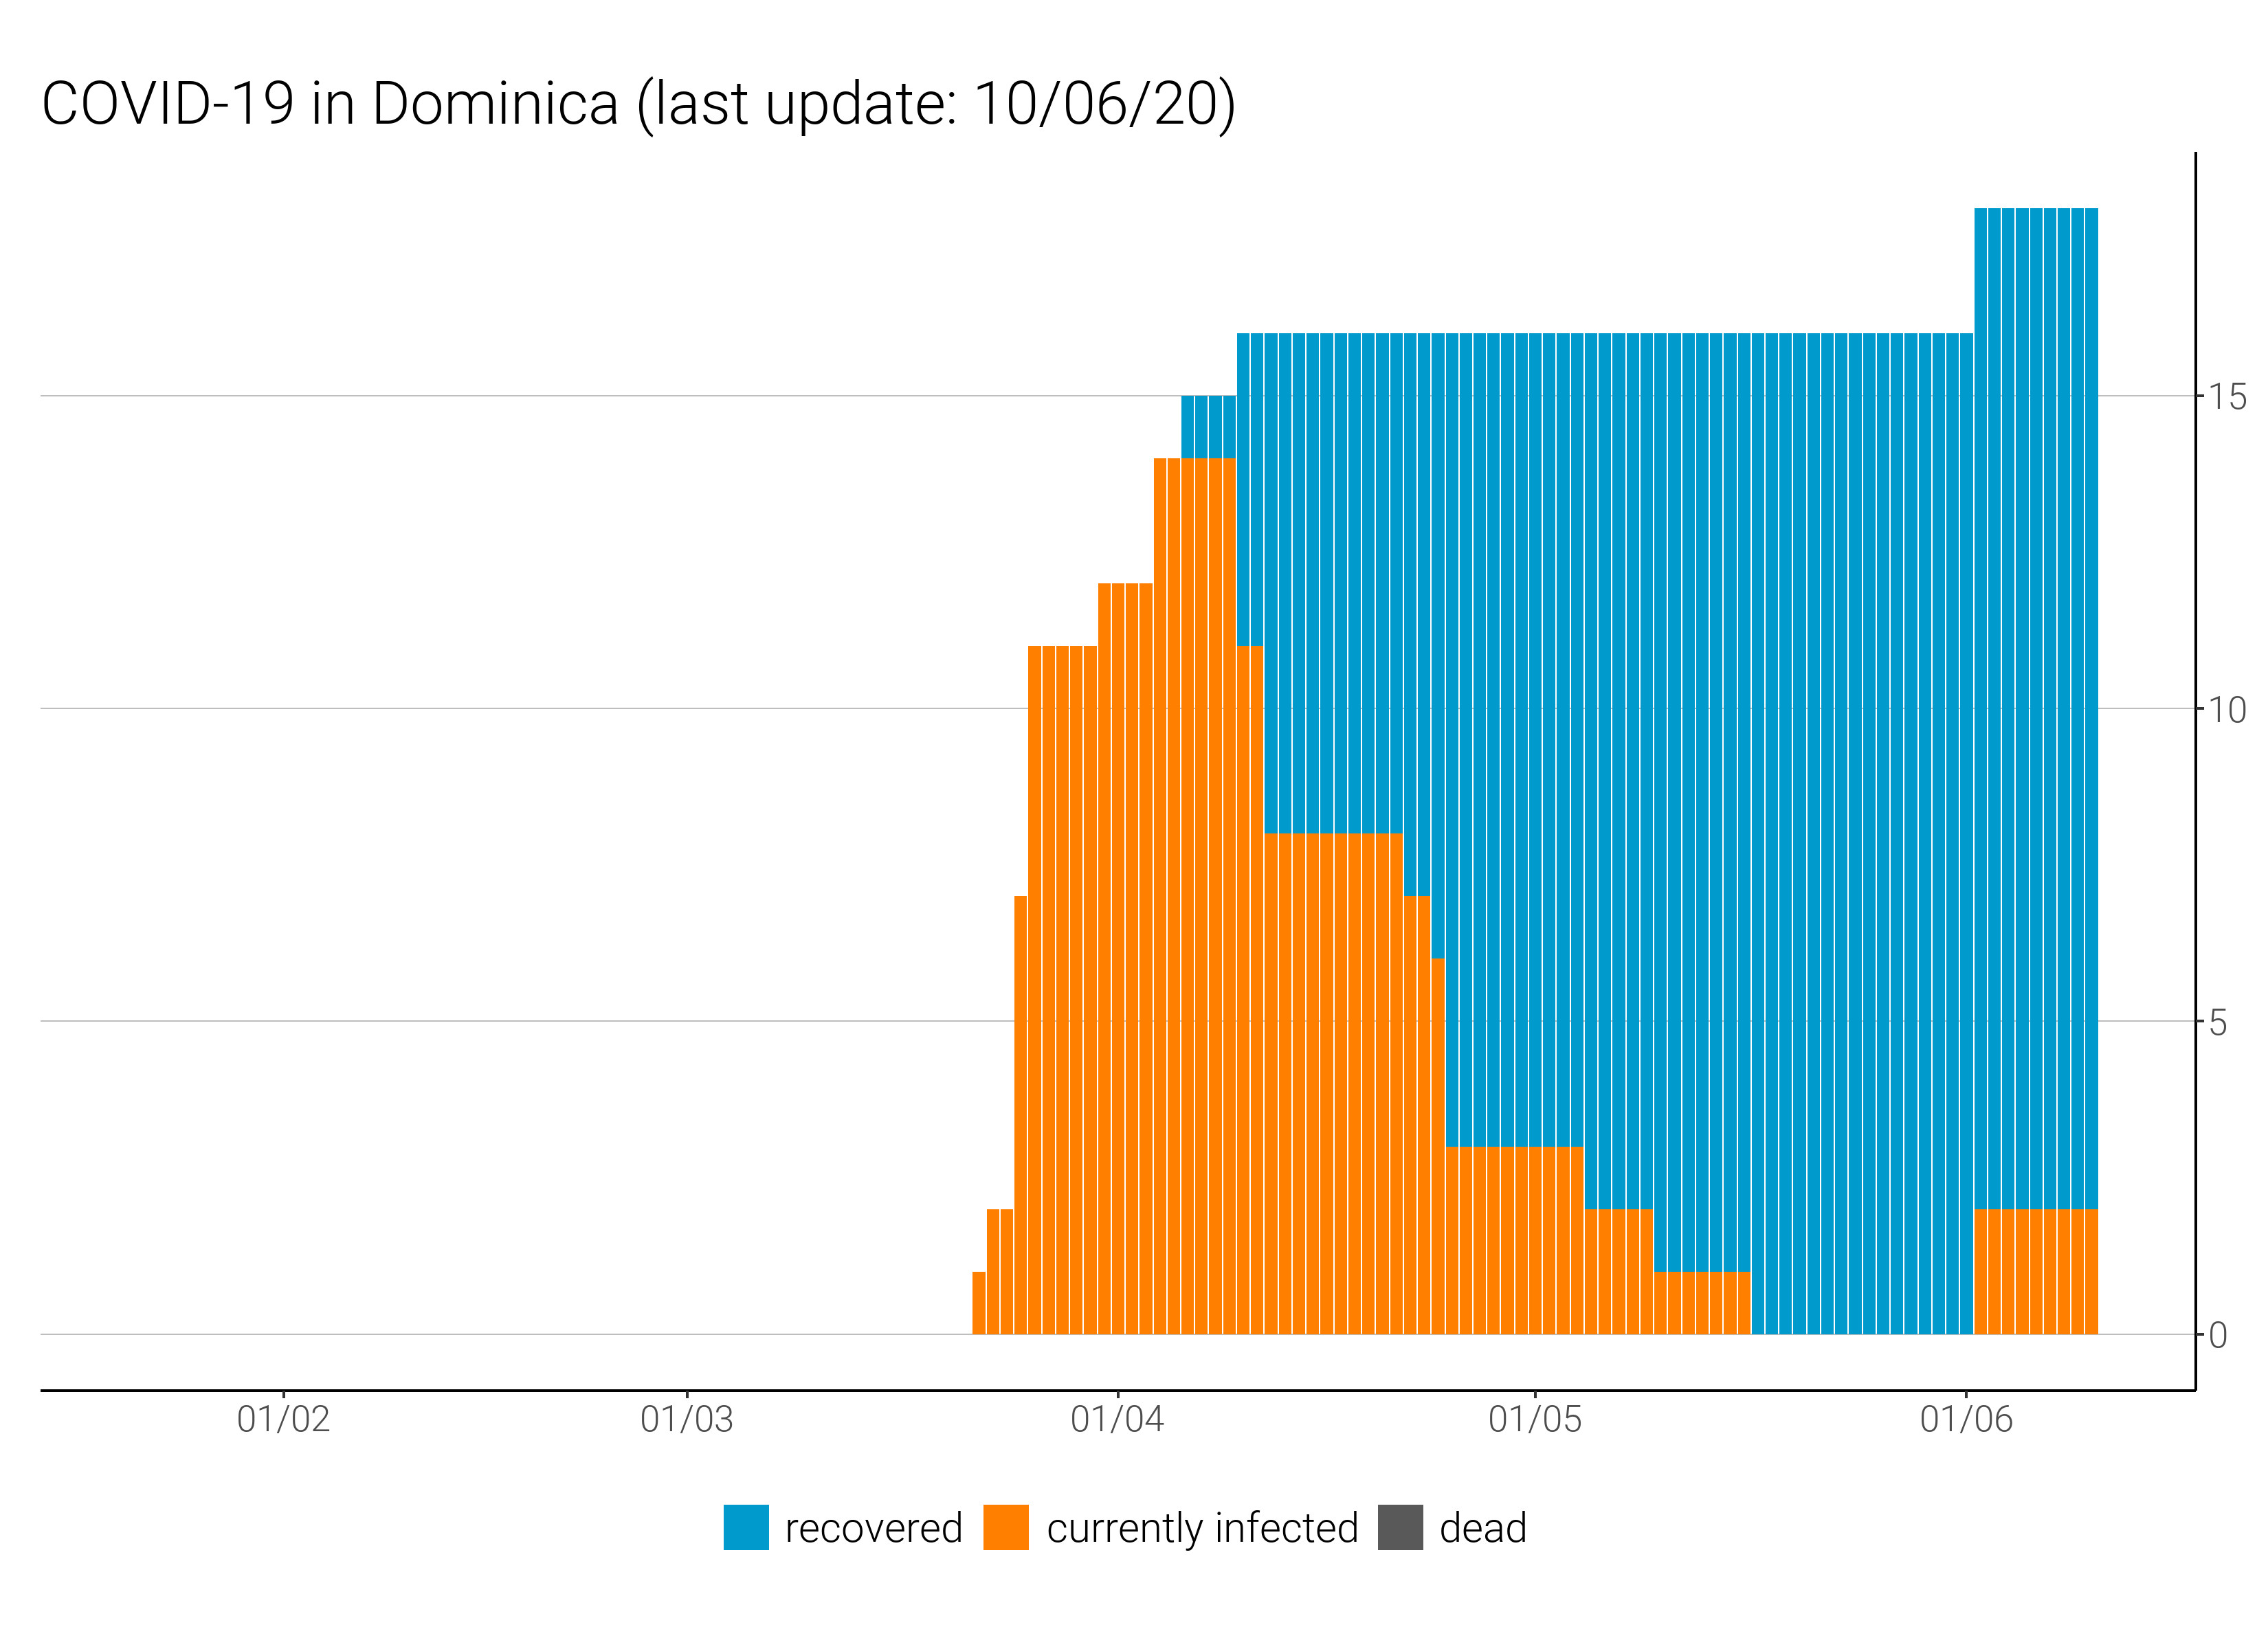 COVID-19 in Dominica (last update: 10/06/20)
15
10
5
0
01/02 01/03 01/04 01/05 01/06
recovered currently infected dead